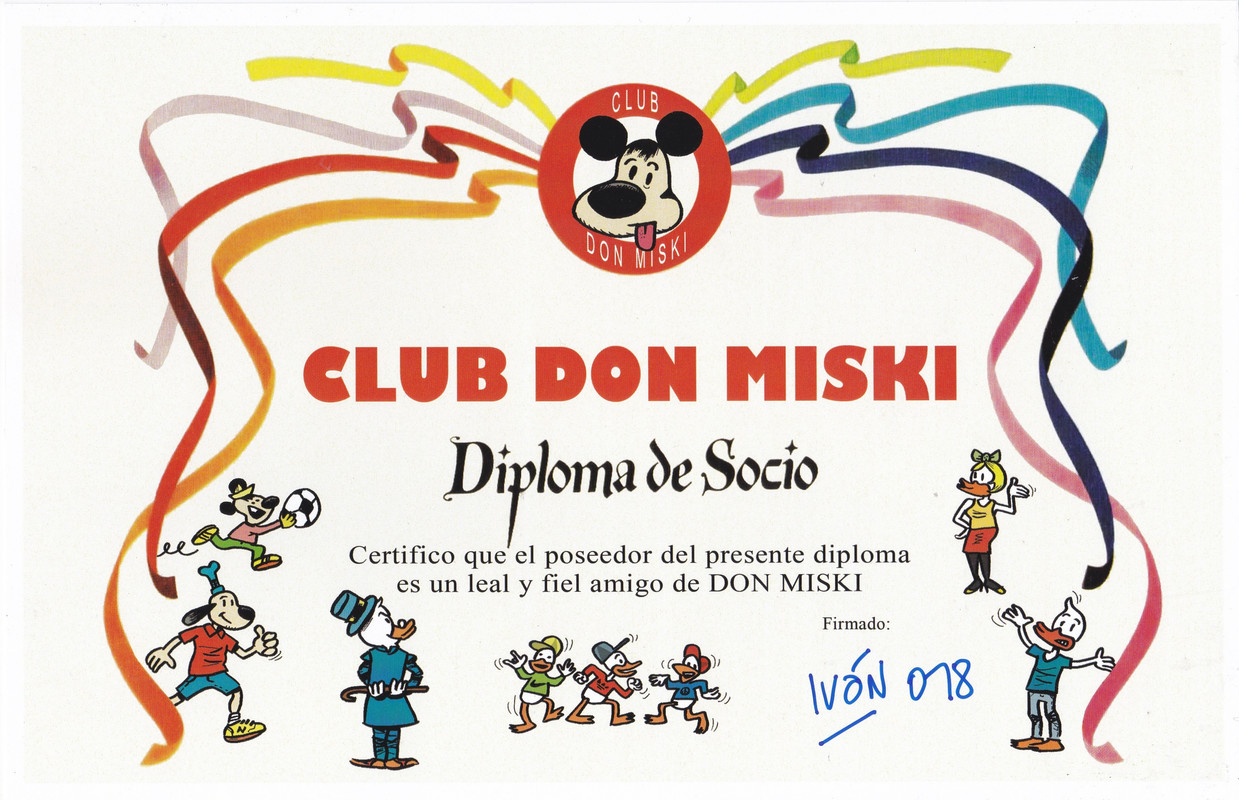 CLUB
DON MISKI
CLUB DON MISKI
Diploma de Socio
Certifico que el poseedor del presente diploma
es un leal y fiel amigo de DON MISKI
Firmado:
IVÓN 018